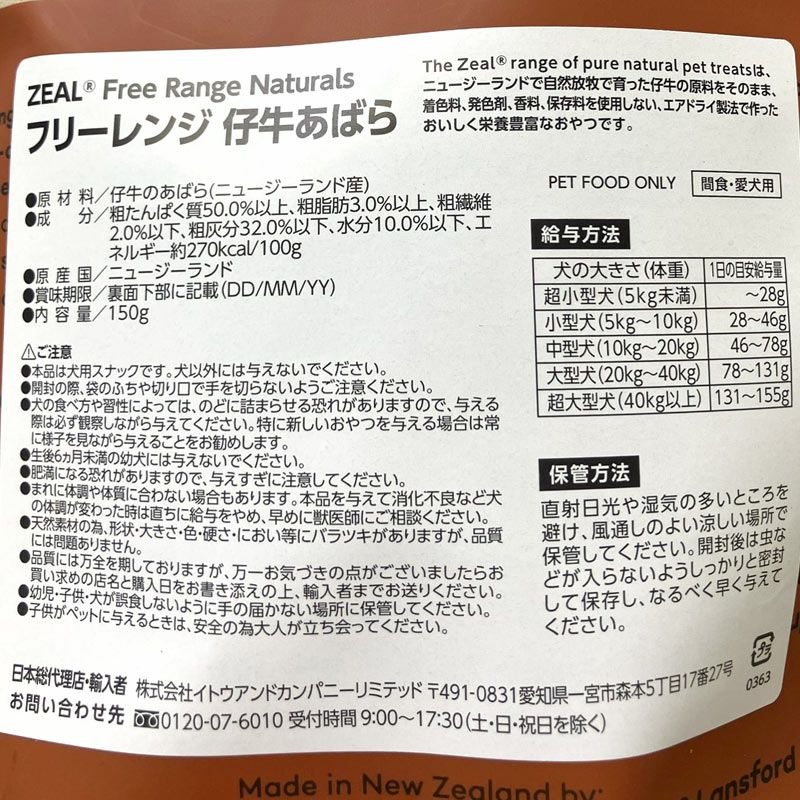 ZEAL® Free Range Naturals
フリーレンジ 仔牛あばら
The Zeal® range of pure natural pet treatsは、
ニュージーランドで自然放牧で育った仔牛の原料をそのまま、
着色料、発色剤、香料、保存料を使用しない、エアドライ製法で作った
おいしく栄養豊富なおやつです。
●原材料/仔牛のあばら(ニュージーランド産)
●成分/粗たんぱく質50.0%以上、粗脂肪3.0%以上、粗繊維
2.0%以下、粗灰分32.0%以下、水分10.0%以下、エ
ネルギー約270kcal/100g
●原産国/ニュージーランド
●賞味期限/裏面下部に記載(DD/MM/YY)
●内容量/150g
⚠ご注意
●本品は犬用スナックです。犬以外には与えないでください。
●開封の際、袋のふちや切り口で手を切らないようご注意ください。
●犬の食べ方や習性によっては、のどに詰まらせる恐れがありますので、与える
際は必ず観察しながら与えてください。特に新しいおやつを与える場合は常
に様子を見ながら与えることをお勧めします。
●生後6ヵ月未満の幼犬には与えないでください。
●肥満になる恐れがありますので、与えすぎに注意してください。
●まれに体調や体質に合わない場合もあります。本品を与えて消化不良など犬
の体調が変わった時は直ちに給与をやめ、早めに獣医師にご相談ください。
●天然素材の為、形状・大きさ・色・硬さ・におい等にバラツキがありますが、品質
には問題ありません。
●品質には万全を期しておりますが、万一お気づきの点がございましたらお
買い求めの店名と購入日をお書き添えの上、輸入者までお送りください。
●幼児・子供・犬が誤食しないように手の届かない場所に保管してください。
●子供がペットに与えるときは、安全の為大人が立ち会ってください。
PET FOOD ONLY 間食・愛犬用
給与方法
犬の大きさ(体重) 1日の目安給与量
超小型犬(5kg未満) ～28g
小型犬(5kg～10kg) 28～46g
中型犬(10kg～20kg) 46～78g
大型犬(20kg～40kg) 78～131g
超大型犬(40kg以上) 131～155g
保管方法
直射日光や湿気の多いところを
避け、風通しのよい涼しい場所で
保管してください。開封後は虫な
どが入らないようしっかりと密封
して保存し、なるべく早く与えて
ください。
プラ
0363
日本総代理店・輸入者 株式会社イトウアンドカンパニーリミテッド 〒491-0831愛知県一宮市森本5丁目17番27号
お問い合わせ先 0120-07-6010 受付時間 9:00～17:30(土・日・祝日を除く)
Made in New Zealand by:
Lansford